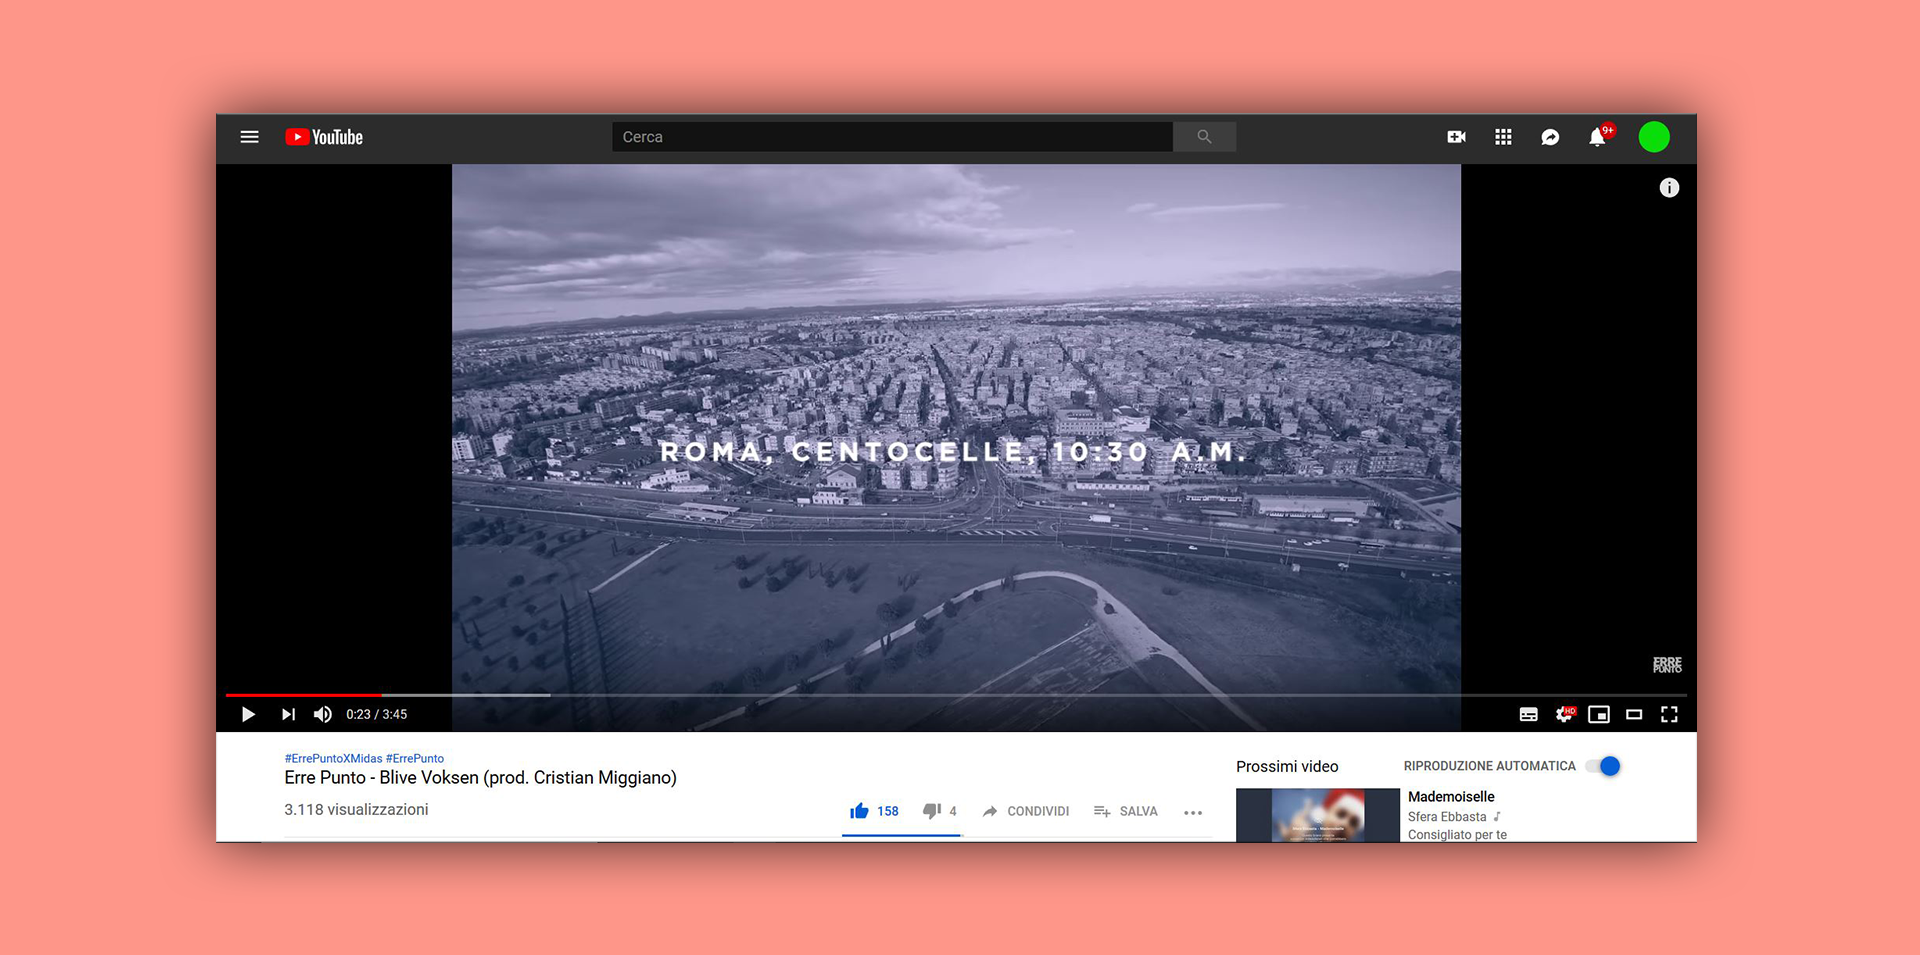 YouTube
Cerca
9+
i
ROMA, CENTOCELLE, 10:30 A.M.
ERRE
PUNTO
0:23 / 3:45
HD
#ErrePuntoXMidas #ErrePunto
Erre Punto - Blive Voksen (prod. Cristian Miggiano)
3.118 visualizzazioni
158
4
CONDIVIDI
SALVA
Prossimi video
RIPRODUZIONE AUTOMATICA
Mademoiselle
Sfera Ebbasta
Consigliato per te